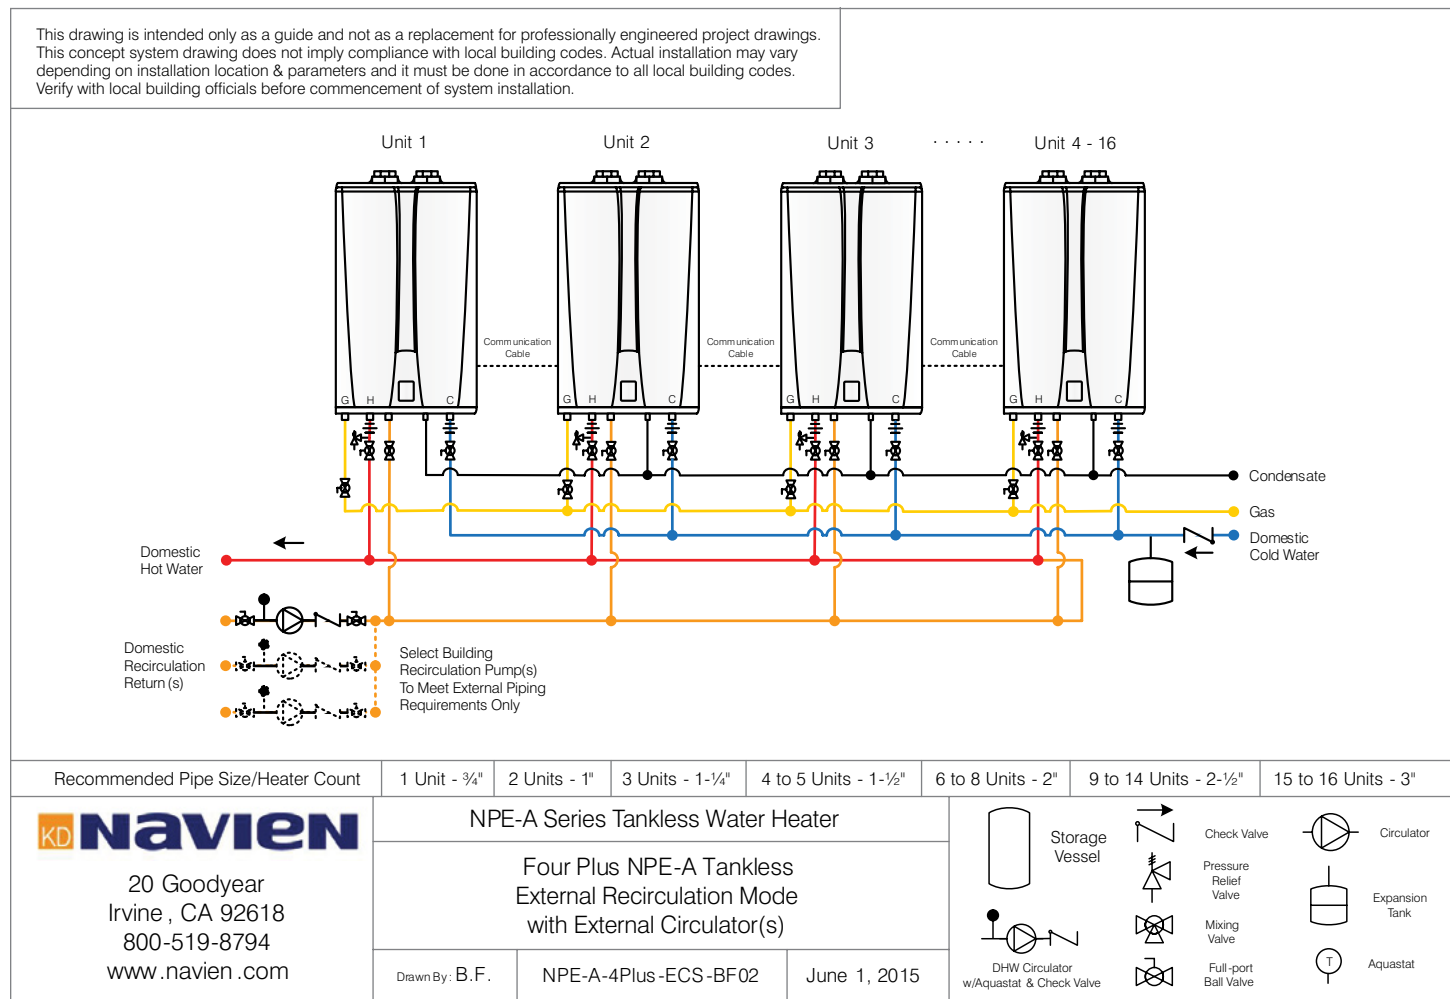 This drawing is intended only as a guide and not as a replacement for professionally engineered project drawings.
This concept system drawing does not imply compliance with local building codes. Actual installation may vary
depending on installation location & parameters and it must be done in accordance to all local building codes.
Verify with local building officials before commencement of system installation.
Unit 1
Unit 2
Unit 3
. . . . .
Unit 4 - 16
Communication
Cable
Communication
Cable
Communication
Cable
G H C
G H C
G H C
G H C
Condensate
Gas
Domestic
Cold Water
Domestic
Hot Water
Domestic
Recirculation
Return (s)
Select Building
Recirculation Pump(s)
To Meet External Piping
Requirements Only
Recommended Pipe Size/Heater Count
1 Unit - ¾"
2 Units - 1"
3 Units - 1-¼"
4 to 5 Units - 1-½"
6 to 8 Units - 2"
9 to 14 Units - 2-½"
15 to 16 Units - 3"
KD NAVIEN
20 Goodyear
Irvine, CA 92618
800-519-8794
www.navien.com
NPE-A Series Tankless Water Heater
Four Plus NPE-A Tankless
External Recirculation Mode
with External Circulator(s)
Drawn By: B.F.
NPE-A-4Plus-ECS-BF02
June 1, 2015
Storage
Vessel
DHW Circulator
w/Aquastat & Check Valve
Check Valve
Pressure
Relief
Valve
Mixing
Valve
Full-port
Ball Valve
Circulator
Expansion
Tank
T
Aquastat